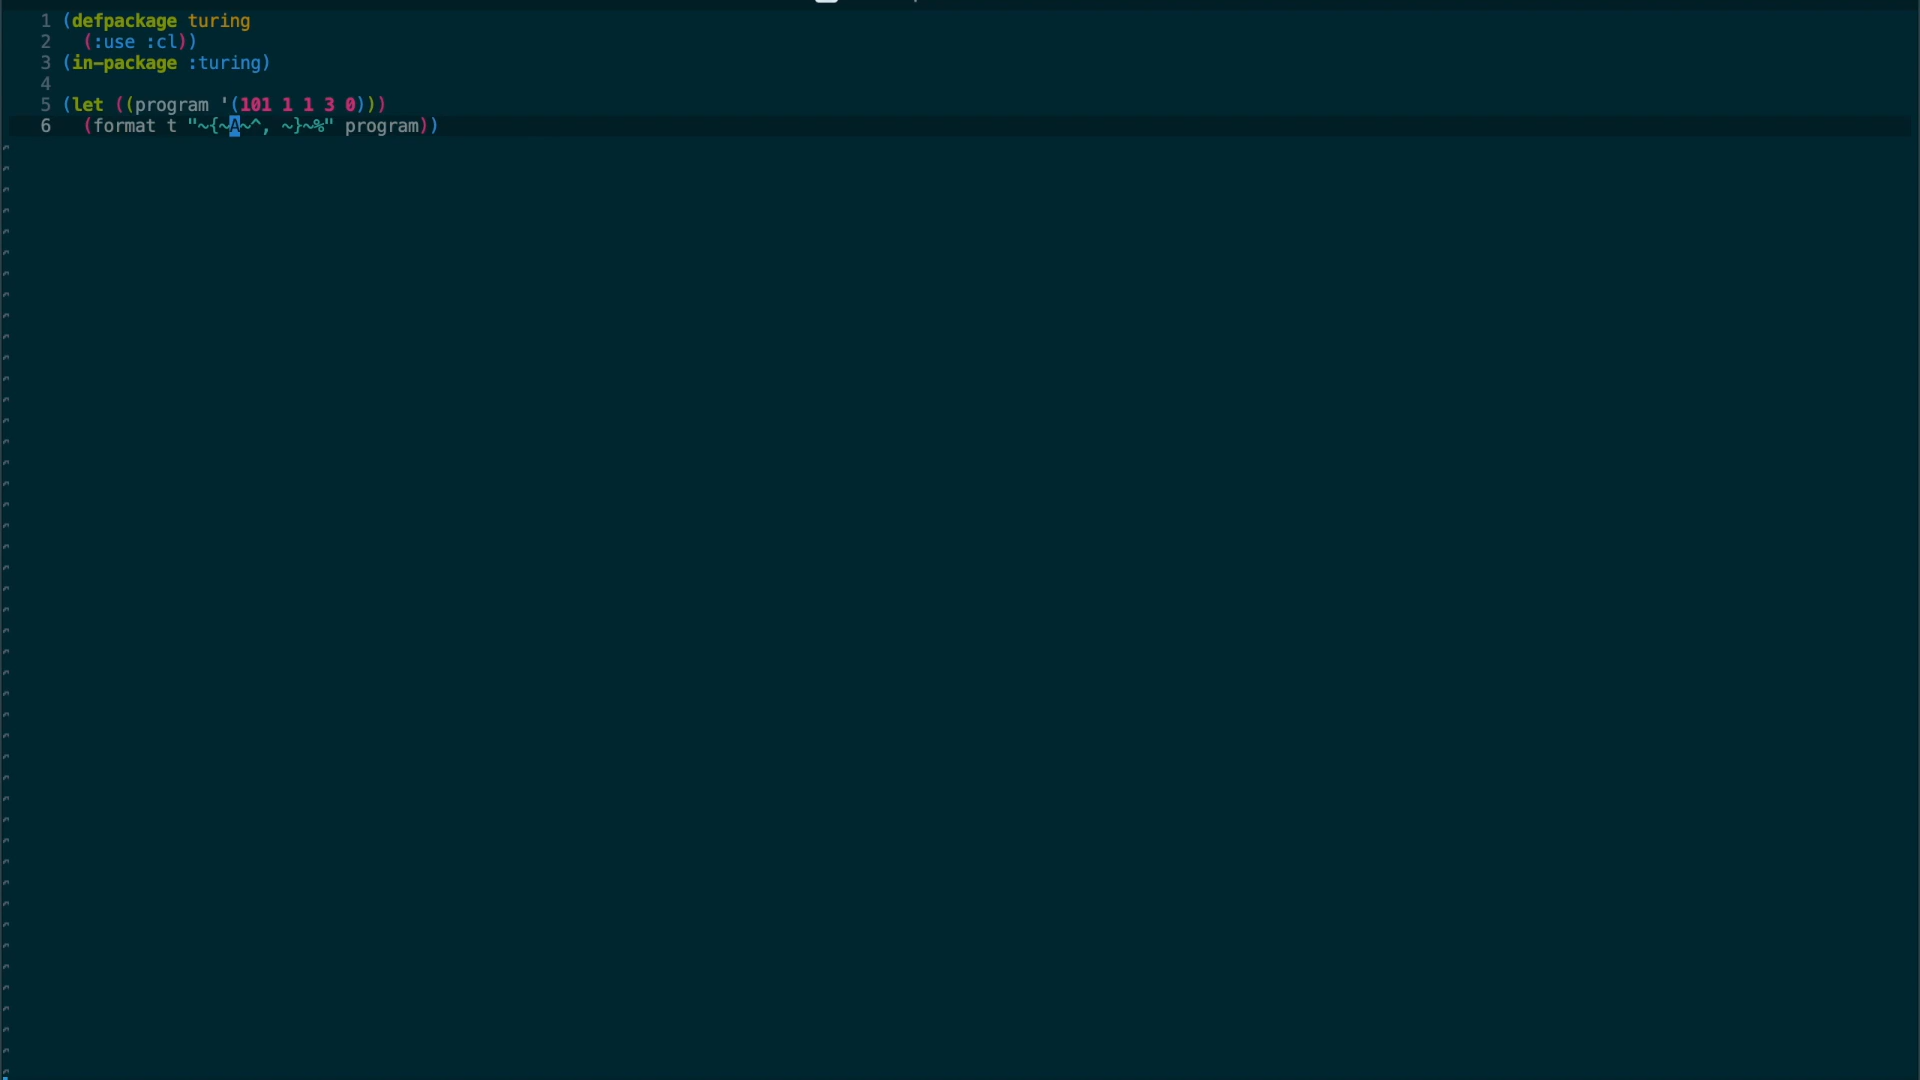 1 (defpackage turing
2   (:use :cl))
3 (in-package :turing)
4
5 (let ((program '(101 1 1 3 0)))
6   (format t "~{~A~^, ~}~%" program))